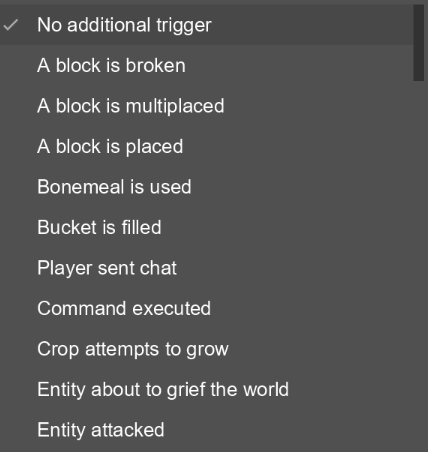 No additional trigger
A block is broken
A block is multiplaced
A block is placed
Bonemeal is used
Bucket is filled
Player sent chat
Command executed
Crop attempts to grow
Entity about to grief the world
Entity attacked